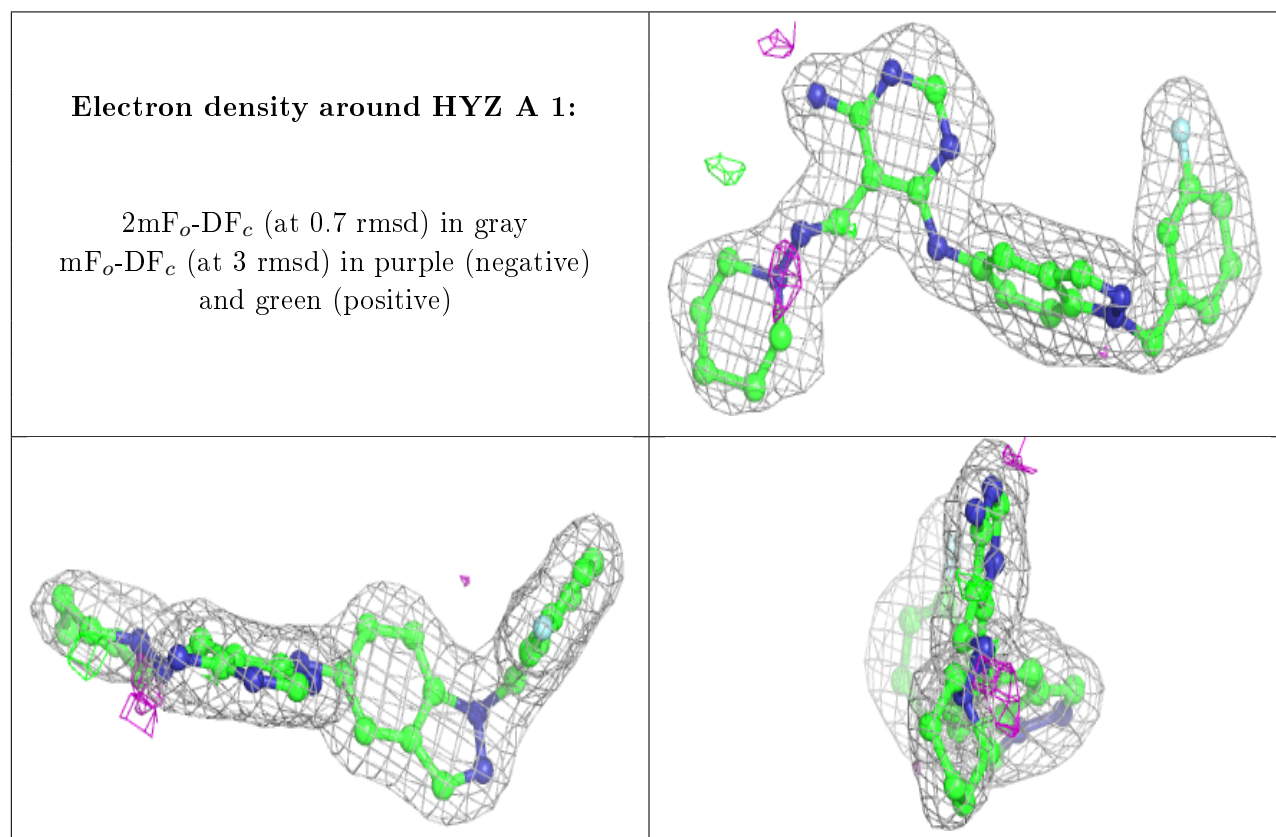 Electron density around HYZ A 1:
2mFo-DFc (at 0.7 rmsd) in gray
mFo-DFc (at 3 rmsd) in purple (negative)
and green (positive)